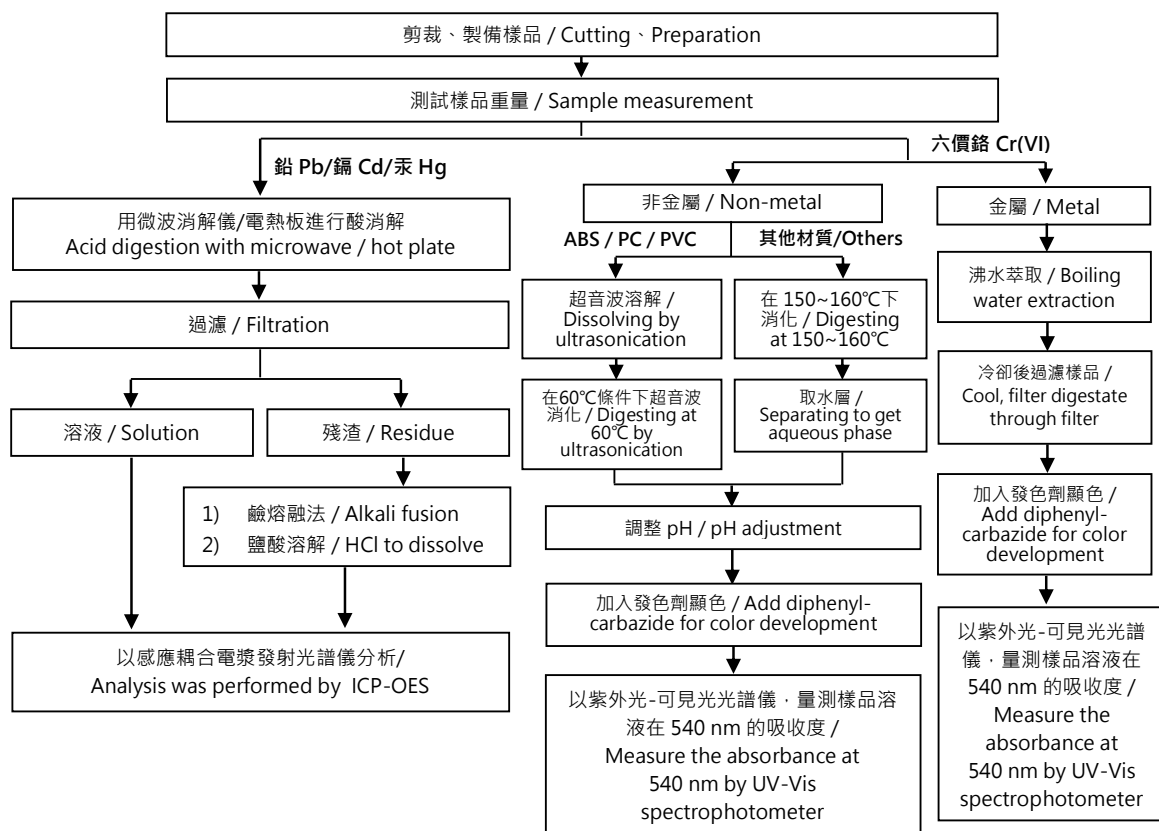 剪裁、製備樣品 / Cutting、Preparation
測試樣品重量 / Sample measurement
鉛 Pb/鎘 Cd/汞 Hg
六價鉻 Cr(VI)
用微波消解儀/電熱板進行酸消解
Acid digestion with microwave / hot plate
過濾 / Filtration
溶液 / Solution
殘渣 / Residue
1) 鹼熔融法 / Alkali fusion
2) 鹽酸溶解 / HCl to dissolve
以感應耦合電漿發射光譜儀分析/
Analysis was performed by ICP-OES
非金屬 / Non-metal
ABS / PC / PVC
其他材質/Others
超音波溶解 /
Dissolving by
ultrasonication
在60℃條件下超音波
消化 / Digesting at
60℃ by
ultrasonication
在 150~160℃下
消化 / Digesting
at 150~160℃
取水層 /
Separating to get
aqueous phase
調整 pH / pH adjustment
加入發色劑顯色 / Add diphenyl-
carbazide for color development
以紫外光-可見光光譜儀，量測樣品溶
液在 540 nm 的吸收度 /
Measure the absorbance at
540 nm by UV-Vis
spectrophotometer
金屬 / Metal
沸水萃取 / Boiling
water extraction
冷卻後過濾樣品 /
Cool, filter digestate
through filter
加入發色劑顯色 /
Add diphenyl-
carbazide for color
development
以紫外光-可見光光譜
儀，量測樣品溶液在
540 nm 的吸收度 /
Measure the
absorbance at
540 nm by UV-Vis
spectrophotometer